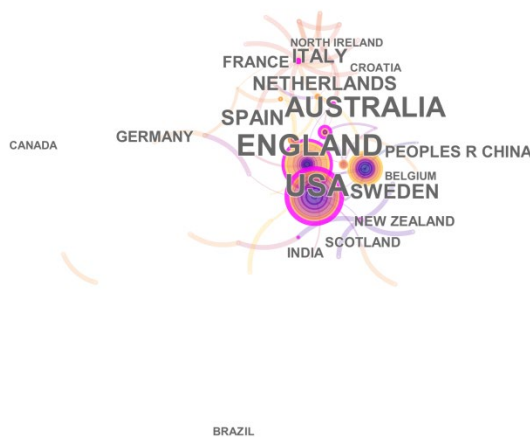 NORTH IRELAND
FRANCE ITALY
CROATIA
NETHERLANDS
SPAIN AUSTRALIA
GERMANY
ENGLAND PEOPLES R CHINA
CANADA
BELGIUM
USA SWEDEN
NEW ZEALAND
SCOTLAND
INDIA
BRAZIL